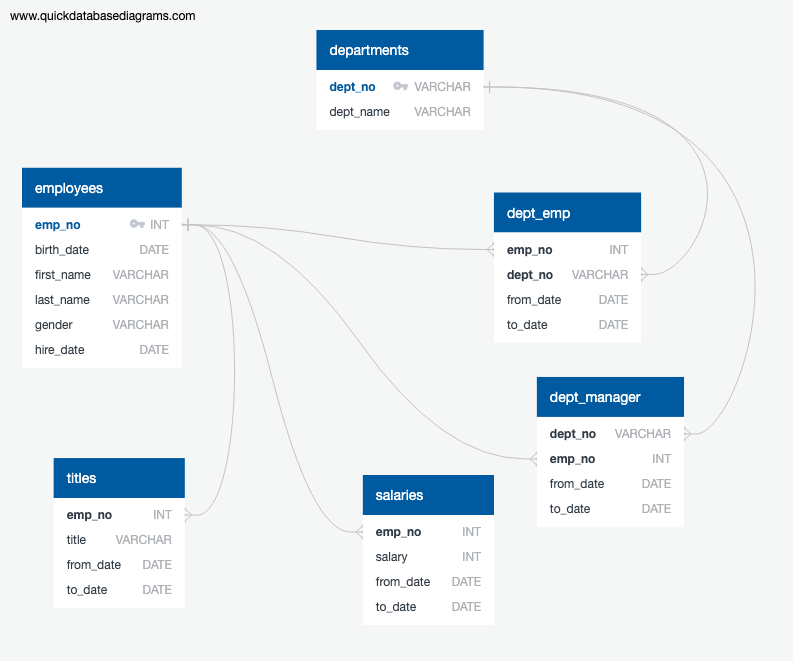 www.quickdatabasediagrams.com
departments
dept_no VARCHAR
dept_name VARCHAR
employees
emp_no INT
birth_date DATE
first_name VARCHAR
last_name VARCHAR
gender VARCHAR
hire_date DATE
dept_emp
emp_no INT
dept_no VARCHAR
from_date DATE
to_date DATE
dept_manager
dept_no VARCHAR
emp_no INT
from_date DATE
to_date DATE
titles
emp_no INT
title VARCHAR
from_date DATE
to_date DATE
salaries
emp_no INT
salary INT
from_date DATE
to_date DATE